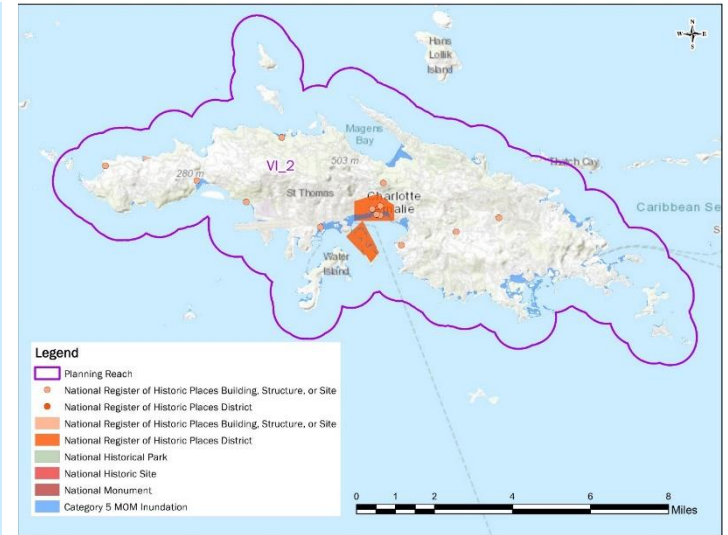 N
W E
S
Hans
Lollik
Island
Magens
Bay
Thatch Cay
VI_2
503 m
280 m
St Thomas
Charlotte
Amalie
Caribbean Se
S
Water
Island
Legend
Planning Reach
National Register of Historic Places Building, Structure, or Site
National Register of Historic Places District
National Register of Historic Places Building, Structure, or Site
National Register of Historic Places District
National Historical Park
National Historic Site
National Monument
Category 5 MOM Inundation
0 1 2 4 6 8
Miles